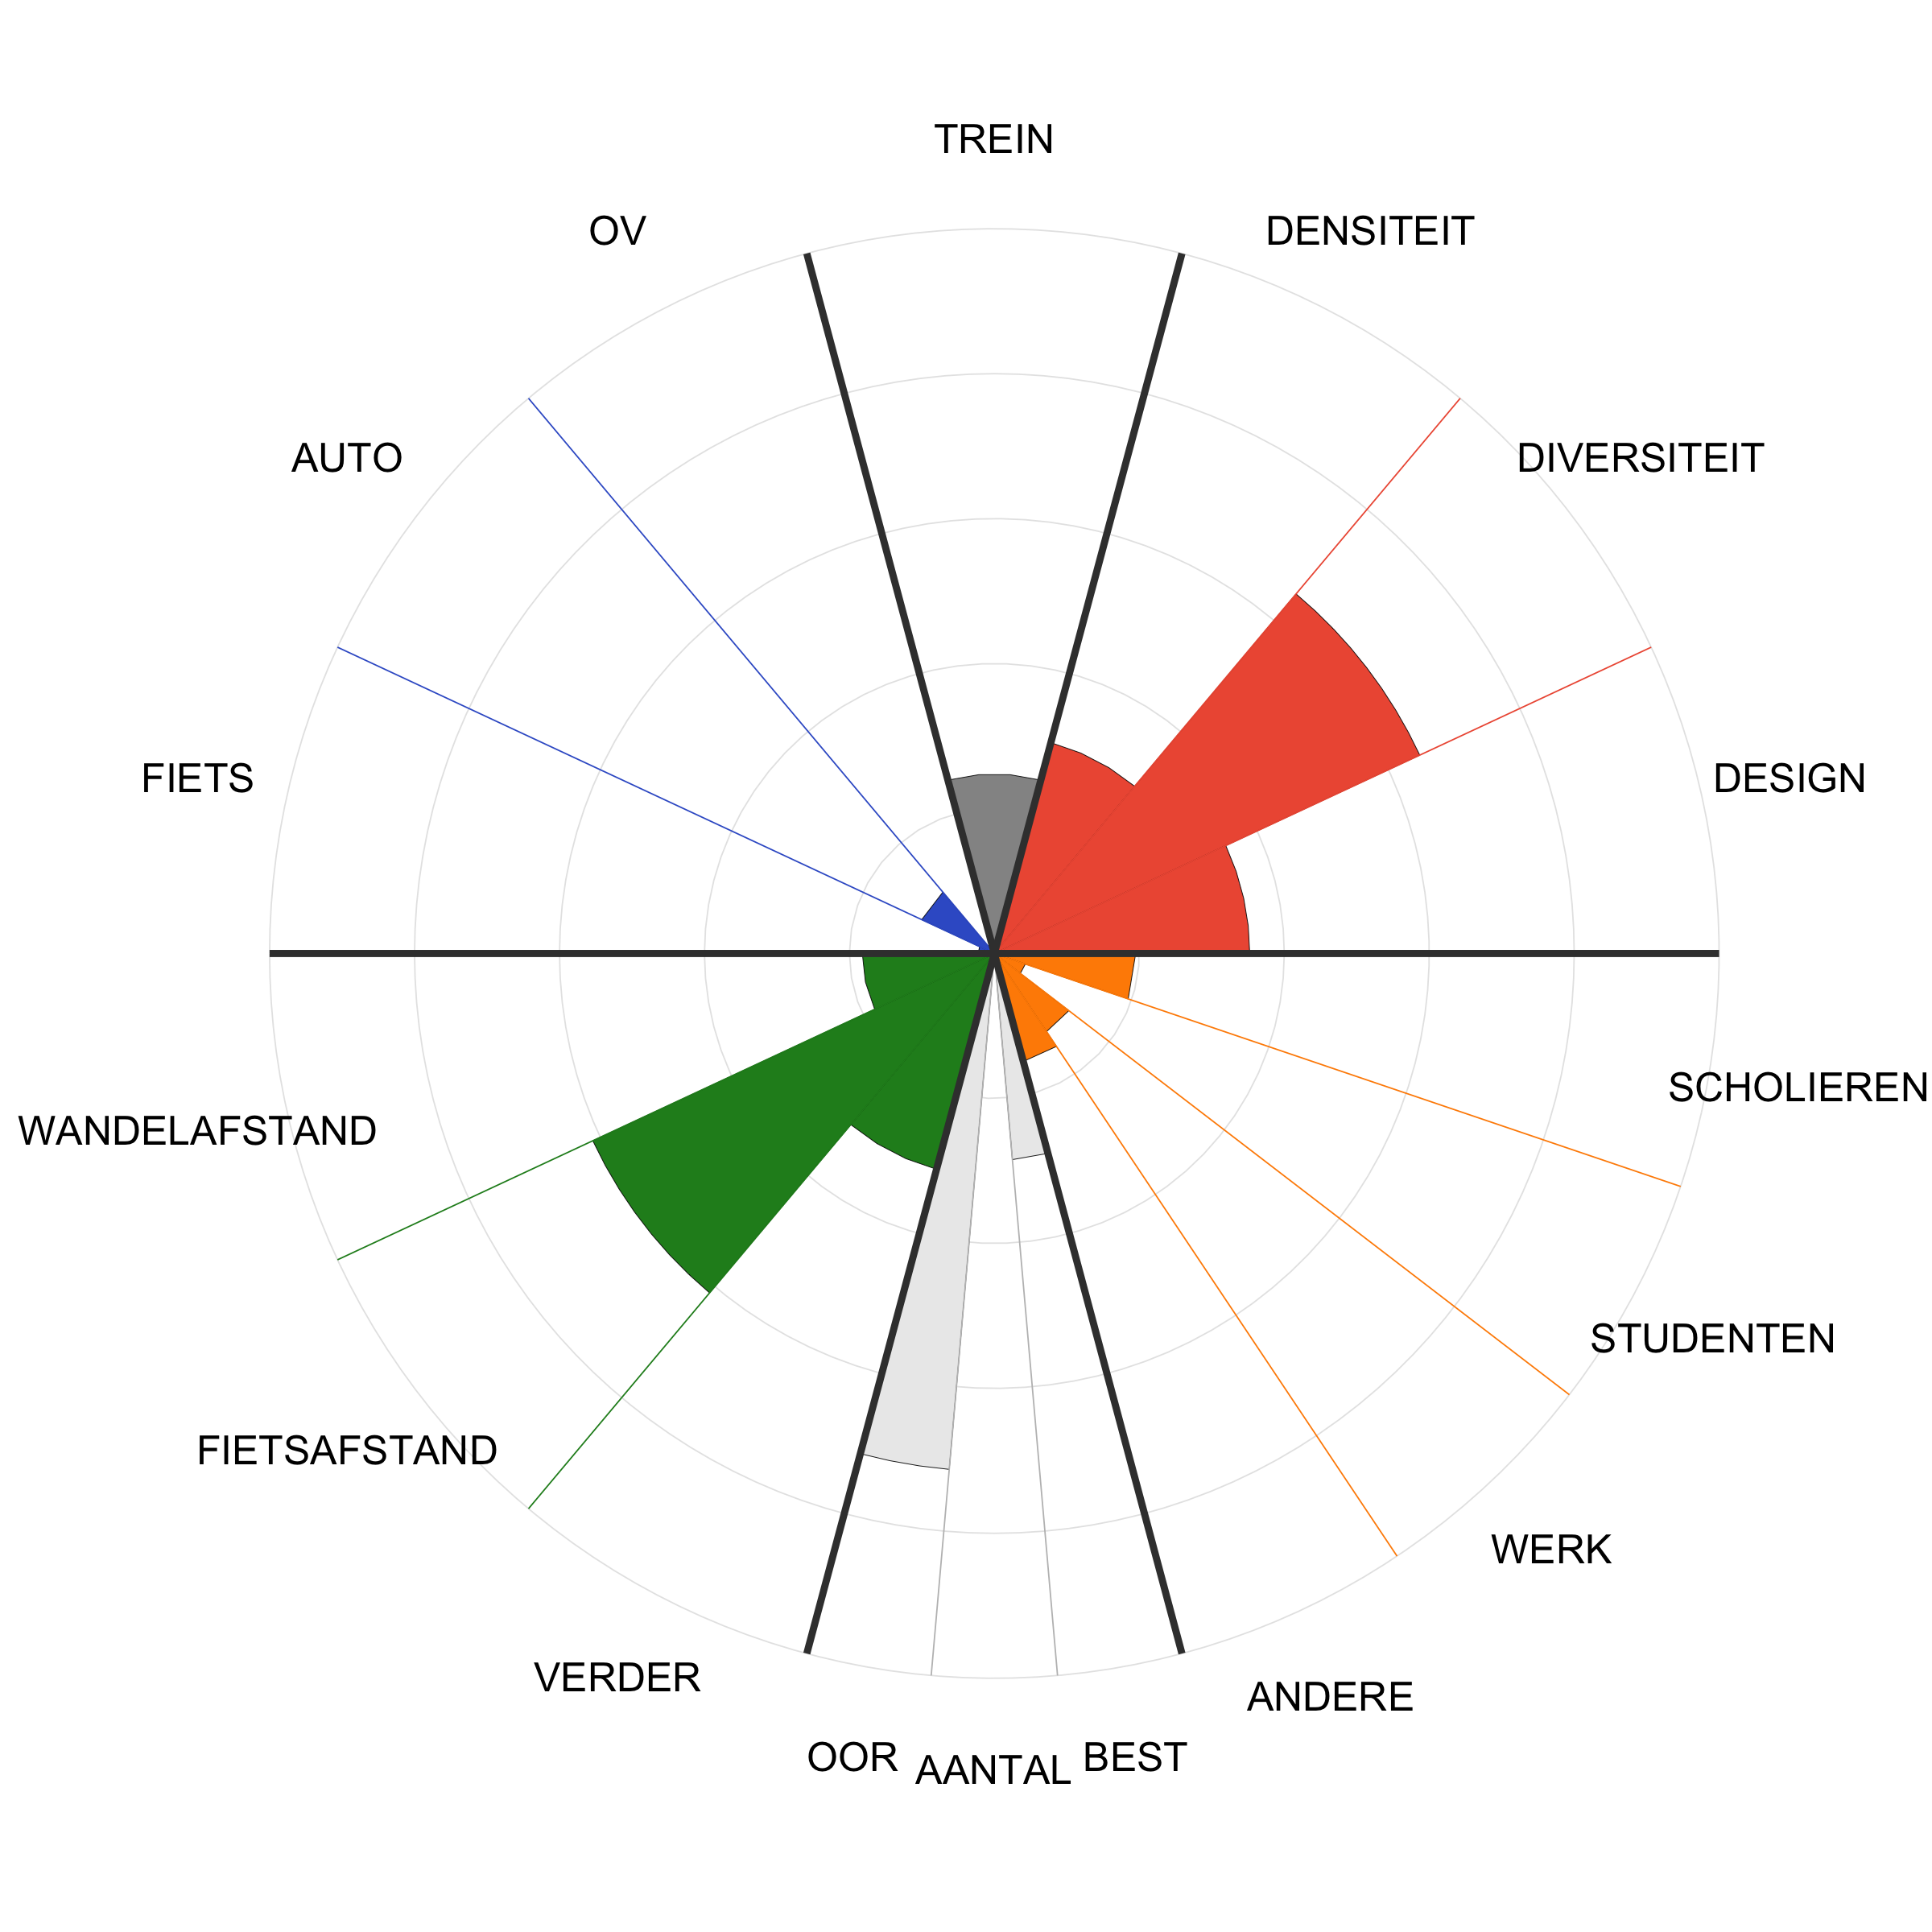 TREIN
OV
DENSITEIT
AUTO
DIVERSITEIT
FIETS
DESIGN
WANDELAFSTAND
SCHOLIEREN
STUDENTEN
FIETSAFSTAND
WERK
VERDER
ANDERE
OOR
AANTAL
BEST